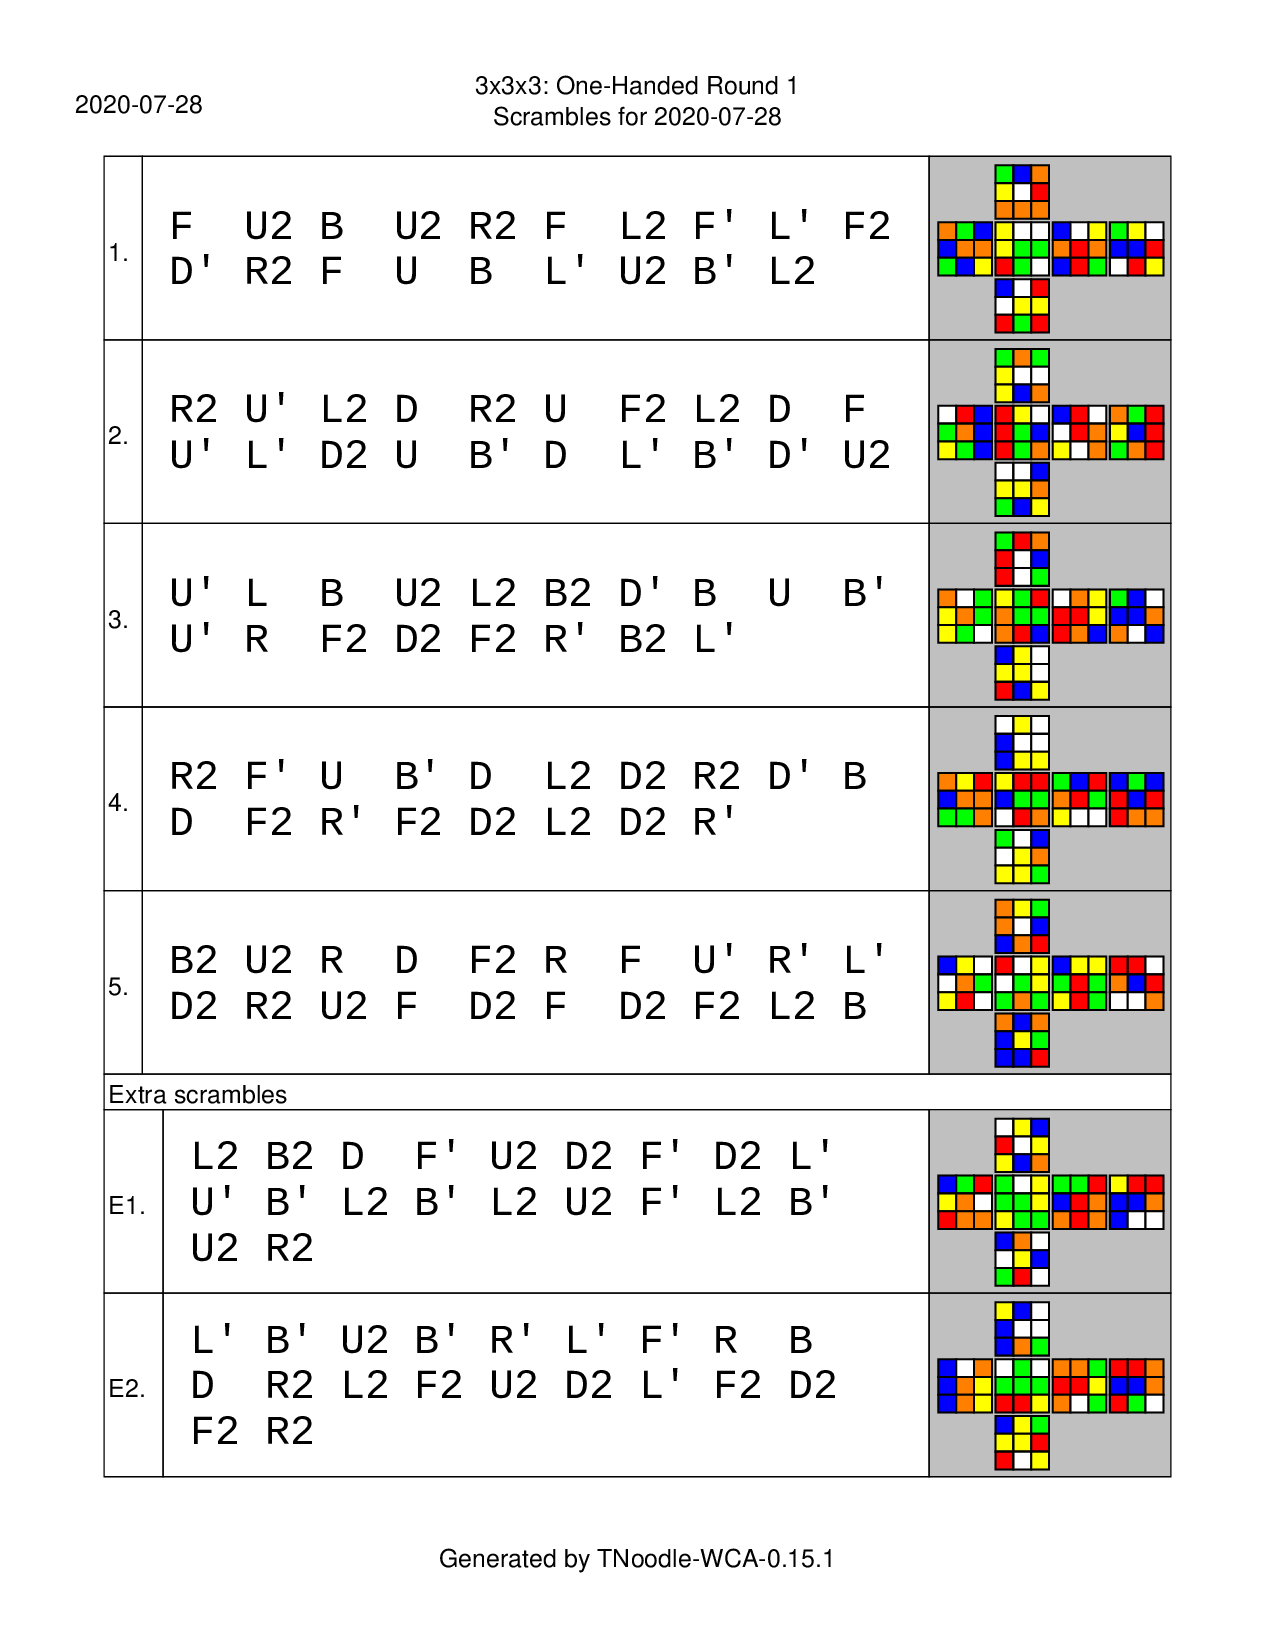 2020-07-28
3x3x3: One-Handed Round 1
Scrambles for 2020-07-28
1.
F U2 B U2 R2 F L2 F' L' F2
D' R2 F U B L' U2 B' L2
2.
R2 U' L2 D R2 U F2 L2 D F
U' L' D2 U B' D L' B' D' U2
3.
U' L B U2 L2 B2 D' B U B'
U' R F2 D2 F2 R' B2 L'
4.
R2 F' U B' D L2 D2 R2 D' B
D F2 R' F2 D2 L2 D2 R'
5.
B2 U2 R D F2 R F U' R' L'
D2 R2 U2 F D2 F D2 F2 L2 B
Extra scrambles
E1.
L2 B2 D F' U2 D2 F' D2 L'
U' B' L2 B' L2 U2 F' L2 B'
U2 R2
E2.
L' B' U2 B' R' L' F' R B
D R2 L2 F2 U2 D2 L' F2 D2
F2 R2
Generated by TNoodle-WCA-0.15.1